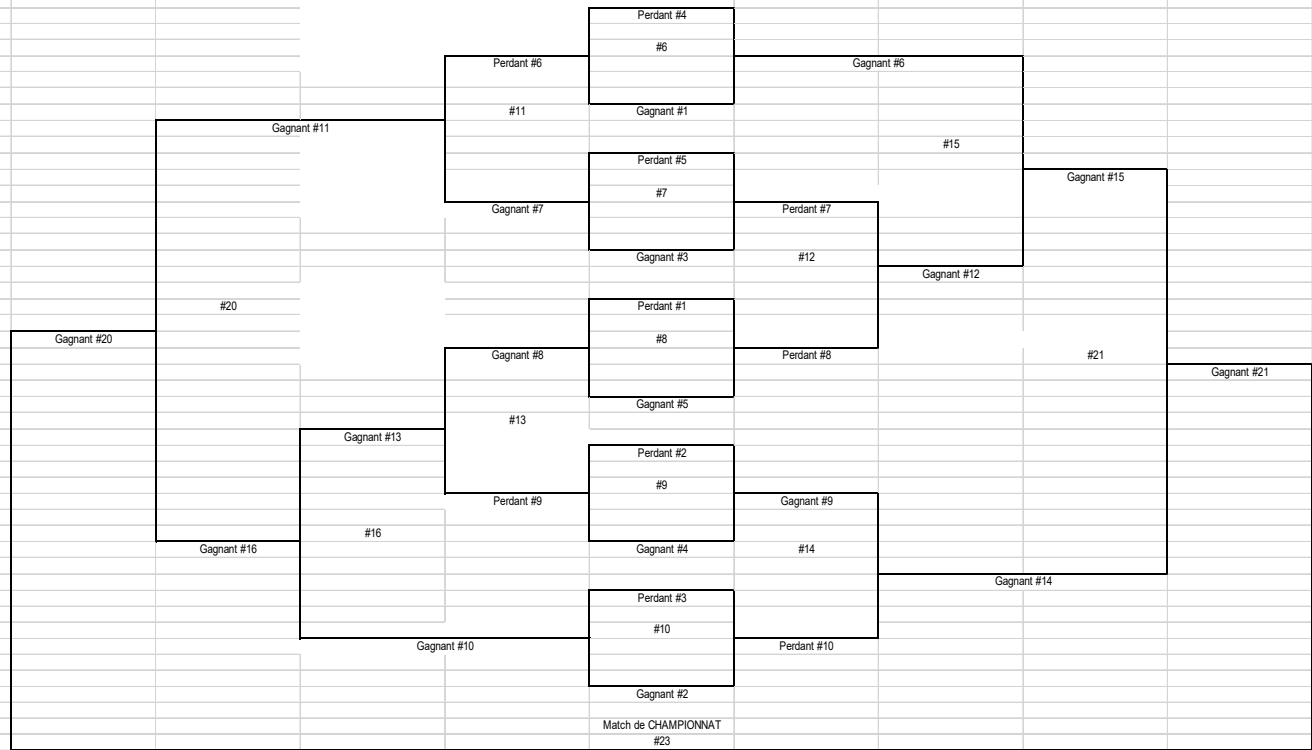 Perdant #4
#6
Perdant #6
Gagnant #6
#11
Gagnant #1
Gagnant #11
#15
Perdant #5
Gagnant #15
#7
Gagnant #7
Perdant #7
Gagnant #3
#12
Gagnant #12
#20
Perdant #1
Gagnant #20
#8
Gagnant #8
Perdant #8
#21
Gagnant #21
Gagnant #5
#13
Gagnant #13
Perdant #2
#9
Perdant #9
Gagnant #9
#16
Gagnant #16
Gagnant #4
#14
Gagnant #14
Perdant #3
#10
Gagnant #10
Perdant #10
Gagnant #2
Match de CHAMPIONNAT
#23